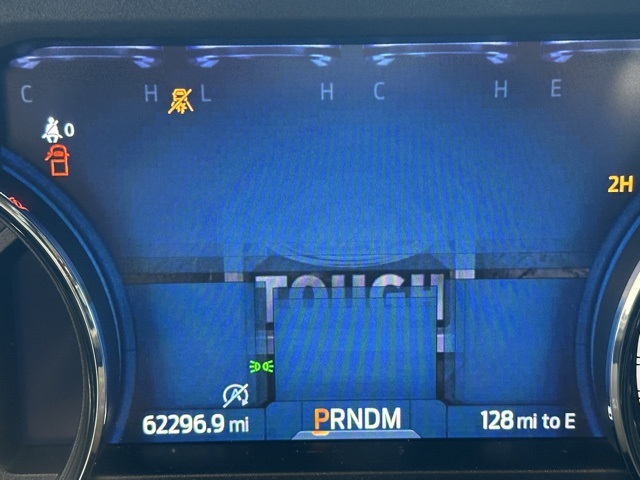 C H L H C H E
0
2H
TOUGH
62296.9 mi PRNDM 128 mi to E